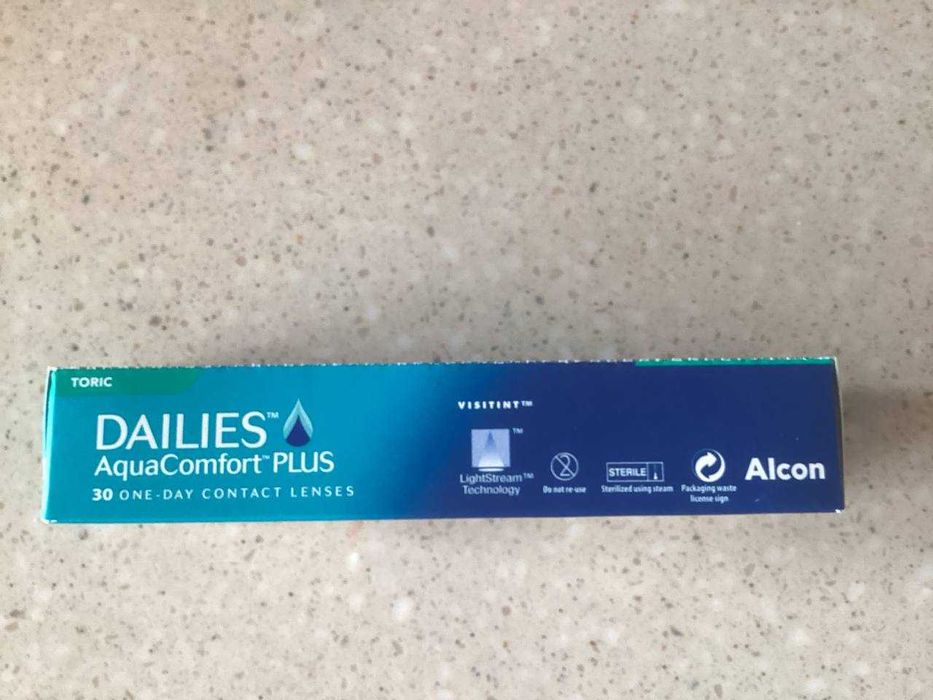 TORIC
DAILIES™
AquaComfort™ PLUS
30 ONE-DAY CONTACT LENSES
VISITINT™
™
LightStream™
Technology
2
Do not re-use
STERILE
Sterilized using steam
Packaging waste
license sign
Alcon